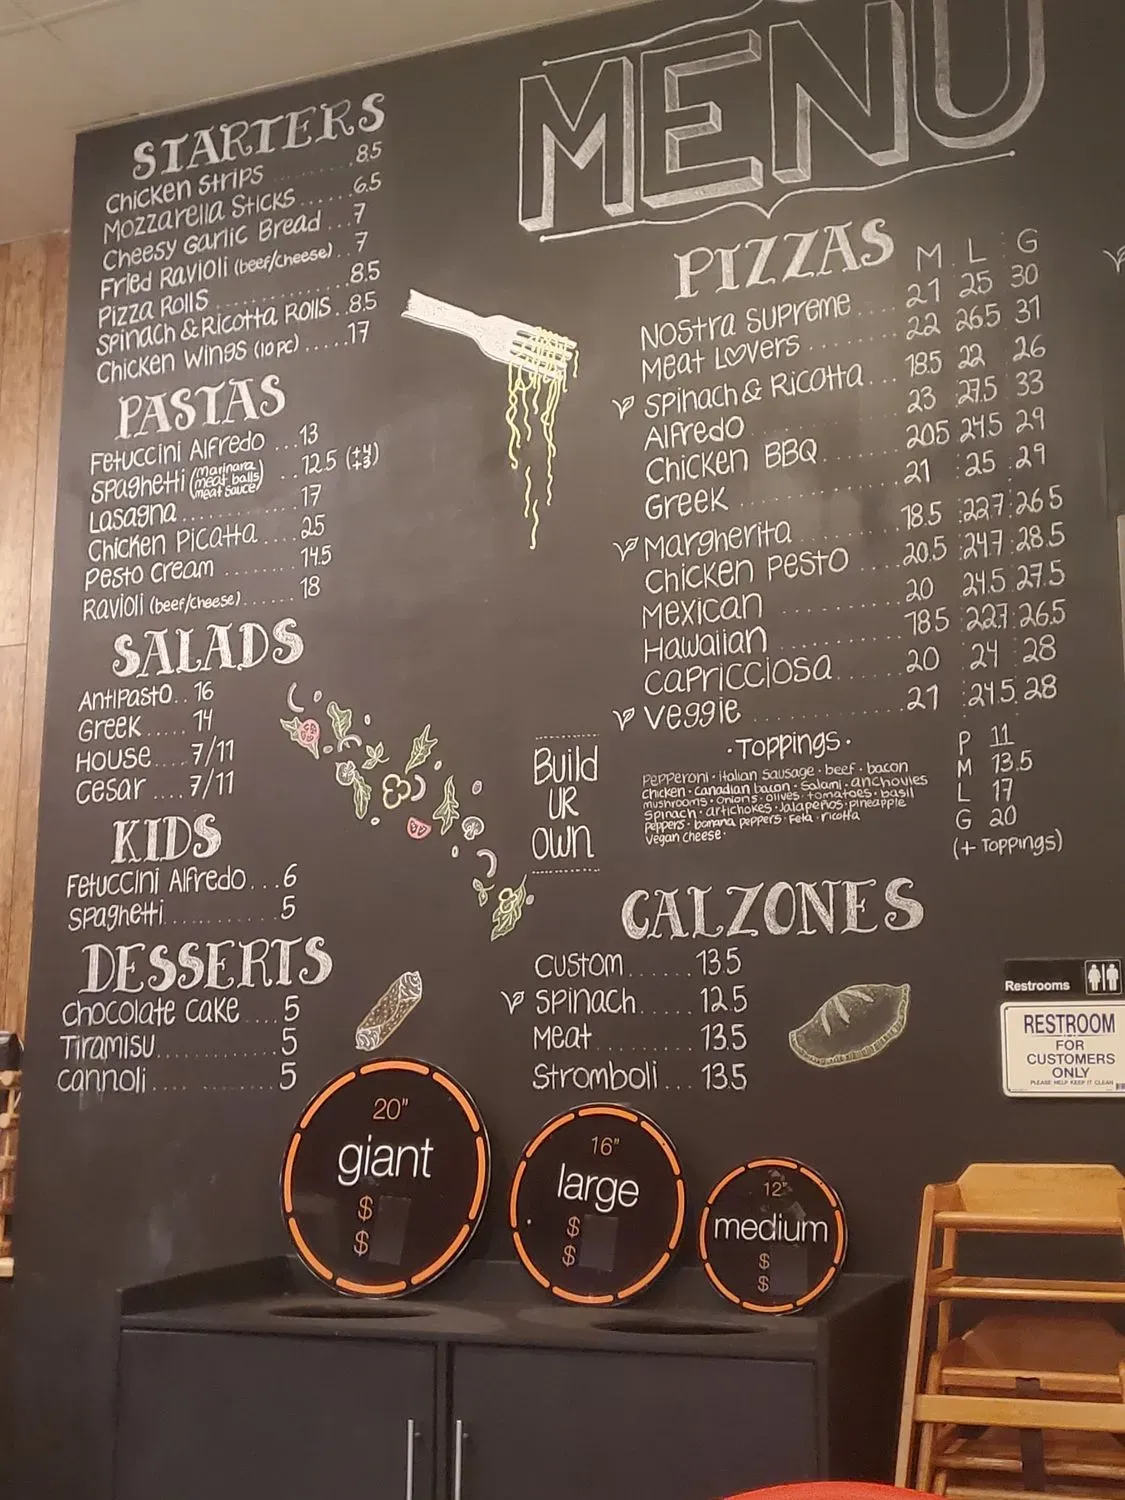 MENU
STARTERS
Chicken Strips ........ 8.5
Mozzarella Sticks ...... 6.5
Cheesy Garlic Bread ... 7
Fried Ravioli (beef/cheese) .. 7
Pizza Rolls .............. 8.5
Spinach & Ricotta Rolls .. 8.5
Chicken Wings (10 pc) ..... 17
PASTAS
Fetuccini Alfredo ... 13
Spaghetti (marinara meat balls meat sauce) .. 12.5 (+4 +3)
Lasagna ............ 17
Chicken Picatta .... 25
Pesto Cream ........ 14.5
Ravioli (beef/cheese) ...... 18
SALADS
Antipasto .. 16
Greek ..... 14
House .... 7/11
Cesar .... 7/11
KIDS
Fetuccini Alfredo ... 6
Spaghetti ........... 5
DESSERTS
Chocolate Cake .... 5
Tiramisu ............ 5
Cannoli .... ........ 5
PIZZAS M L G
Nostra Supreme .... 21 25 30
Meat Lovers ........ 22 26.5 31
Spinach & Ricotta ... 18.5 22 26
Alfredo 23 27.5 33
Chicken BBQ ....... 20.5 24.5 29
Greek 21 25 29
Margherita ......... 18.5 22.7 26.5
Chicken Pesto .... 20.5 24.7 28.5
Mexican .......... 20 24.5 27.5
Hawaiian ......... 18.5 22.7 26.5
Capricciosa ....... 20 24 28
Veggie ............. 21 24.5 28
Build
UR
Own
· Toppings ·
Pepperoni · Italian Sausage · beef · bacon
chicken · canadian bacon · Salami · anchovies
mushrooms · onions · olives · tomatoes · basil
Spinach · artichokes · Jalapeños · pineapple
peppers · banana peppers · Feta · ricotta
vegan cheese ·
P 11
M 13.5
L 17
G 20
(+ Toppings)
CALZONES
Custom ...... 13.5
Spinach ..... 12.5
Meat ........ 13.5
Stromboli ... 13.5
Restrooms
RESTROOM
FOR
CUSTOMERS
ONLY
PLEASE HELP KEEP IT CLEAN
20"
giant
$
$
16"
large
$
$
12"
medium
$
$